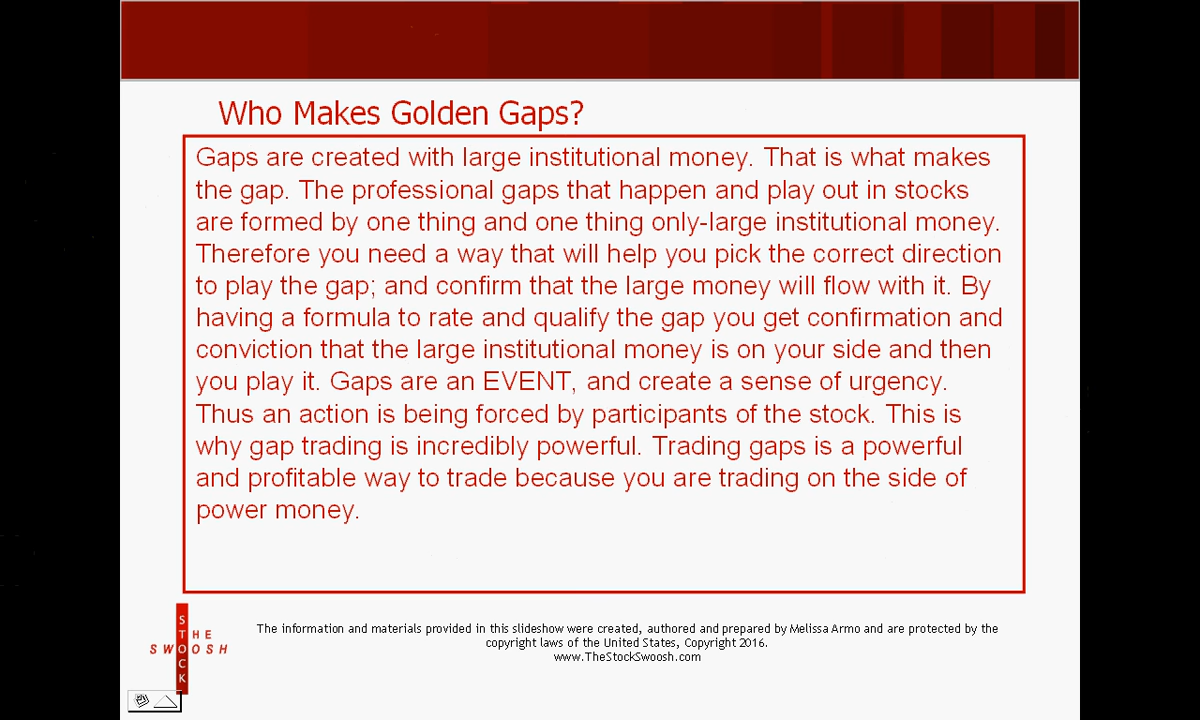 Who Makes Golden Gaps?
Gaps are created with large institutional money. That is what makes
the gap. The professional gaps that happen and play out in stocks
are formed by one thing and one thing only-large institutional money.
Therefore you need a way that will help you pick the correct direction
to play the gap; and confirm that the large money will flow with it. By
having a formula to rate and qualify the gap you get confirmation and
conviction that the large institutional money is on your side and then
you play it. Gaps are an EVENT, and create a sense of urgency.
Thus an action is being forced by participants of the stock. This is
why gap trading is incredibly powerful. Trading gaps is a powerful
and profitable way to trade because you are trading on the side of
power money.
THE
STOCK
SWOOSH
The information and materials provided in this slideshow were created, authored and prepared by Melissa Armo and are protected by the
copyright laws of the United States, Copyright 2016.
www.TheStockSwoosh.com